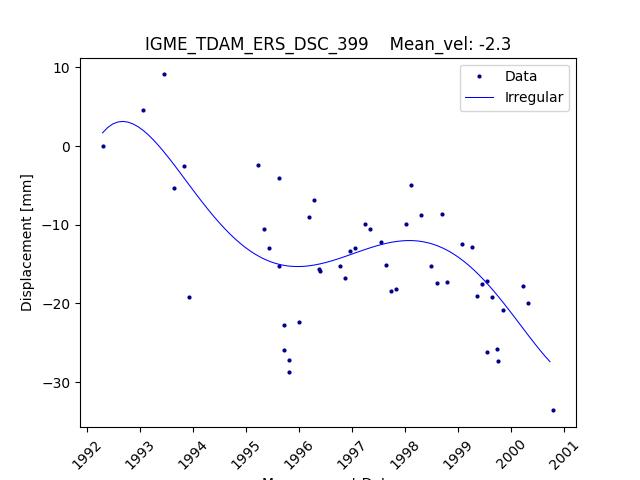 IGME_TDAM_ERS_DSC_399    Mean_vel: -2.3
Data
Irregular
Displacement [mm]
10
0
−10
−20
−30
1992 1993 1994 1995 1996 1997 1998 1999 2000 2001